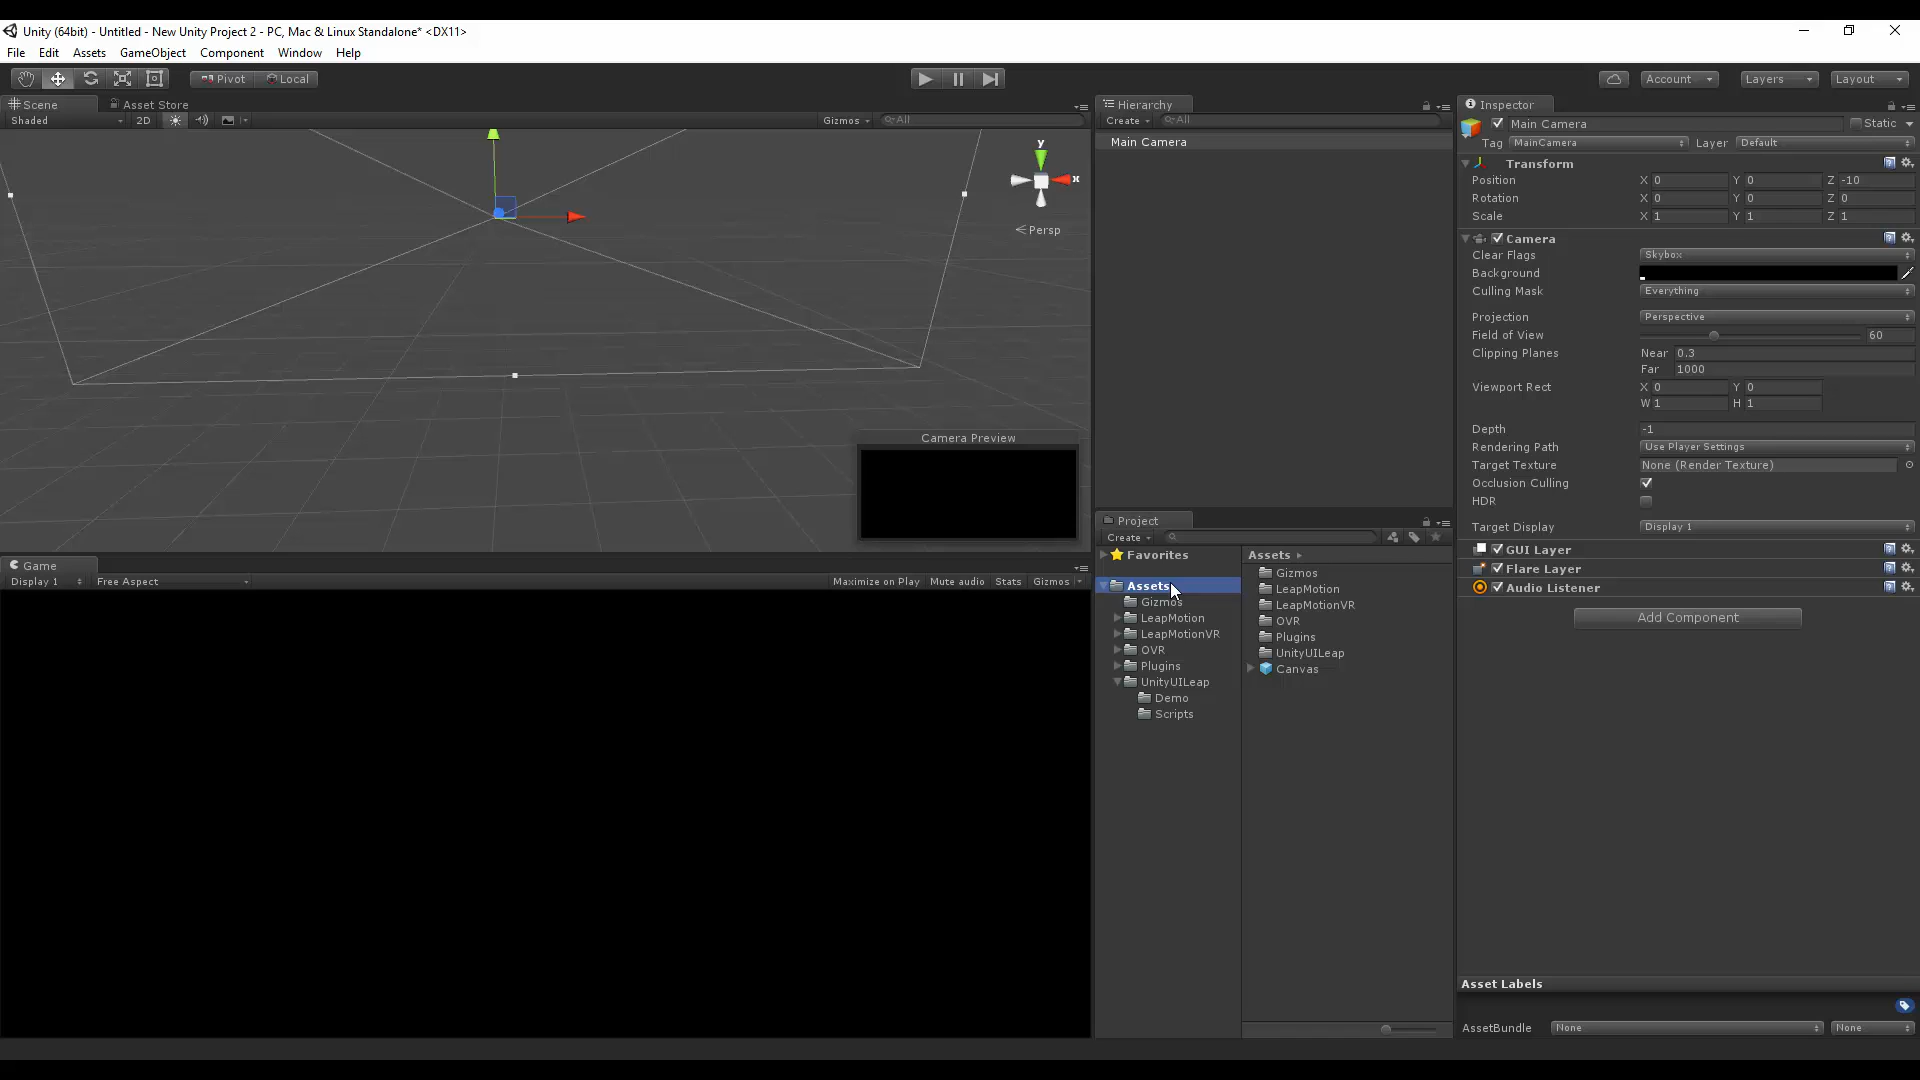 Unity (64bit) - Untitled - New Unity Project 2 - PC, Mac & Linux Standalone* <DX11>
File Edit Assets GameObject Component Window Help
Pivot Local
Account Layers Layout
Scene Asset Store
Shaded 2D Gizmos All
y
x
Persp
Camera Preview
Game
Display 1 Free Aspect Maximize on Play Mute audio Stats Gizmos
Hierarchy
Create All
Main Camera
Project
Create
Favorites
Assets
Gizmos
LeapMotion
LeapMotionVR
OVR
Plugins
UnityUILeap
Demo
Scripts
Assets
Gizmos
LeapMotion
LeapMotionVR
OVR
Plugins
UnityUILeap
Canvas
Inspector
Main Camera Static
Tag MainCamera Layer Default
Transform
Position X 0 Y 0 Z -10
Rotation X 0 Y 0 Z 0
Scale X 1 Y 1 Z 1
Camera
Clear Flags Skybox
Background
Culling Mask Everything
Projection Perspective
Field of View 60
Clipping Planes Near 0.3
Far 1000
Viewport Rect X 0 Y 0
W 1 H 1
Depth -1
Rendering Path Use Player Settings
Target Texture None (Render Texture)
Occlusion Culling
HDR
Target Display Display 1
GUI Layer
Flare Layer
Audio Listener
Add Component
Asset Labels
AssetBundle None None